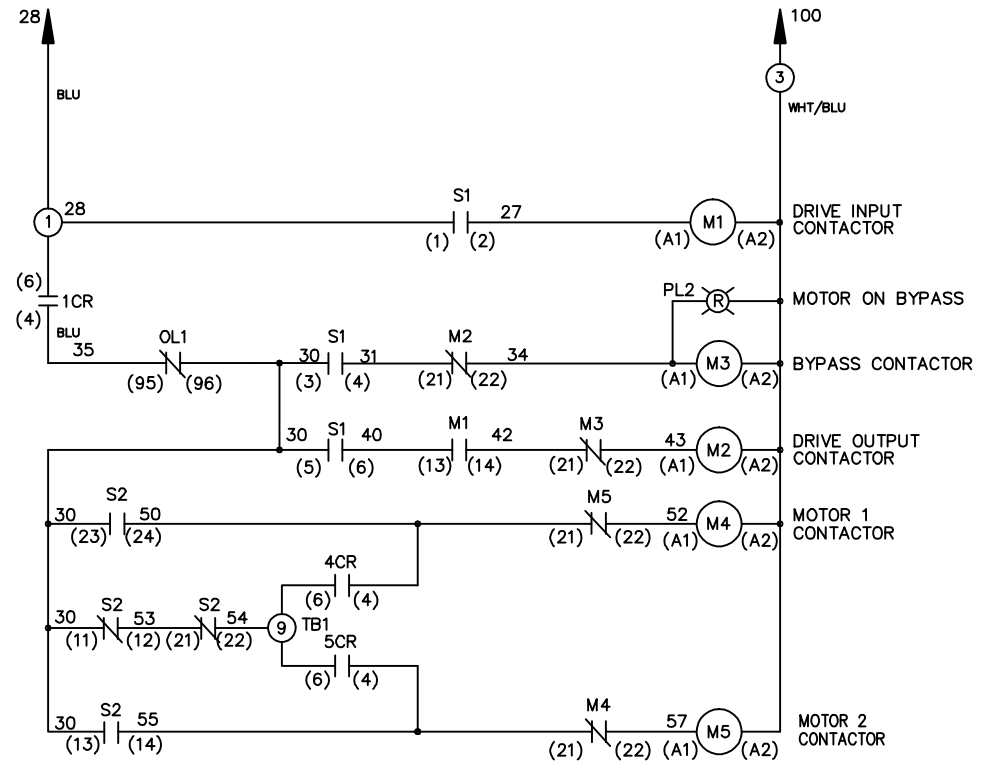 28
100
3
BLU
WHT/BLU
1
28
S1
(1) (2)
27
M1
(A1) (A2)
DRIVE INPUT
CONTACTOR
(6)
1CR
(4)
BLU
35
OL1
(95) (96)
PL2
R
MOTOR ON BYPASS
30
S1
31
(3) (4)
M2
(21) (22)
34
M3
(A1) (A2)
BYPASS CONTACTOR
30
S1
40
(5) (6)
M1
42
(13) (14)
M3
(21) (22)
43
M2
(A1) (A2)
DRIVE OUTPUT
CONTACTOR
30
S2
50
(23) (24)
M5
(21) (22)
52
M4
(A1) (A2)
MOTOR 1
CONTACTOR
4CR
(6) (4)
30
S2
53
S2
54
(11) (12) (21) (22)
9
TB1
5CR
(6) (4)
30
S2
55
(13) (14)
M4
(21) (22)
57
M5
(A1) (A2)
MOTOR 2
CONTACTOR